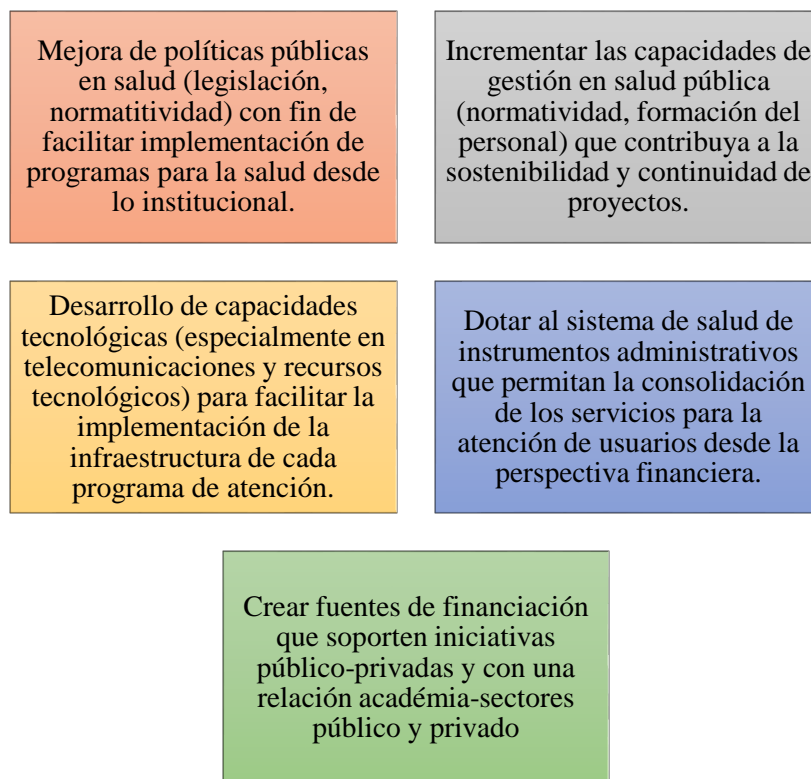 Mejora de políticas públicas
en salud (legislación,
normatitividad) con fin de
facilitar implementación de
programas para la salud desde
lo institucional.
Incrementar las capacidades de
gestión en salud pública
(normatividad, formación del
personal) que contribuya a la
sostenibilidad y continuidad de
proyectos.
Desarrollo de capacidades
tecnológicas (especialmente en
telecomunicaciones y recursos
tecnológicos) para facilitar la
implementación de la
infraestructura de cada
programa de atención.
Dotar al sistema de salud de
instrumentos administrativos
que permitan la consolidación
de los servicios para la
atención de usuarios desde la
perspectiva financiera.
Crear fuentes de financiación
que soporten iniciativas
público-privadas y con una
relación académia-sectores
público y privado